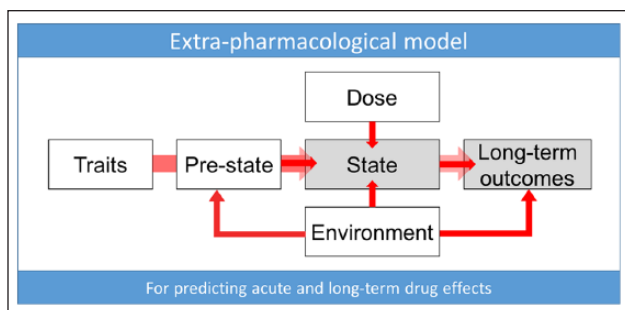 Extra-pharmacological model
Dose
Traits
Pre-state
State
Long-term
outcomes
Environment
For predicting acute and long-term drug effects